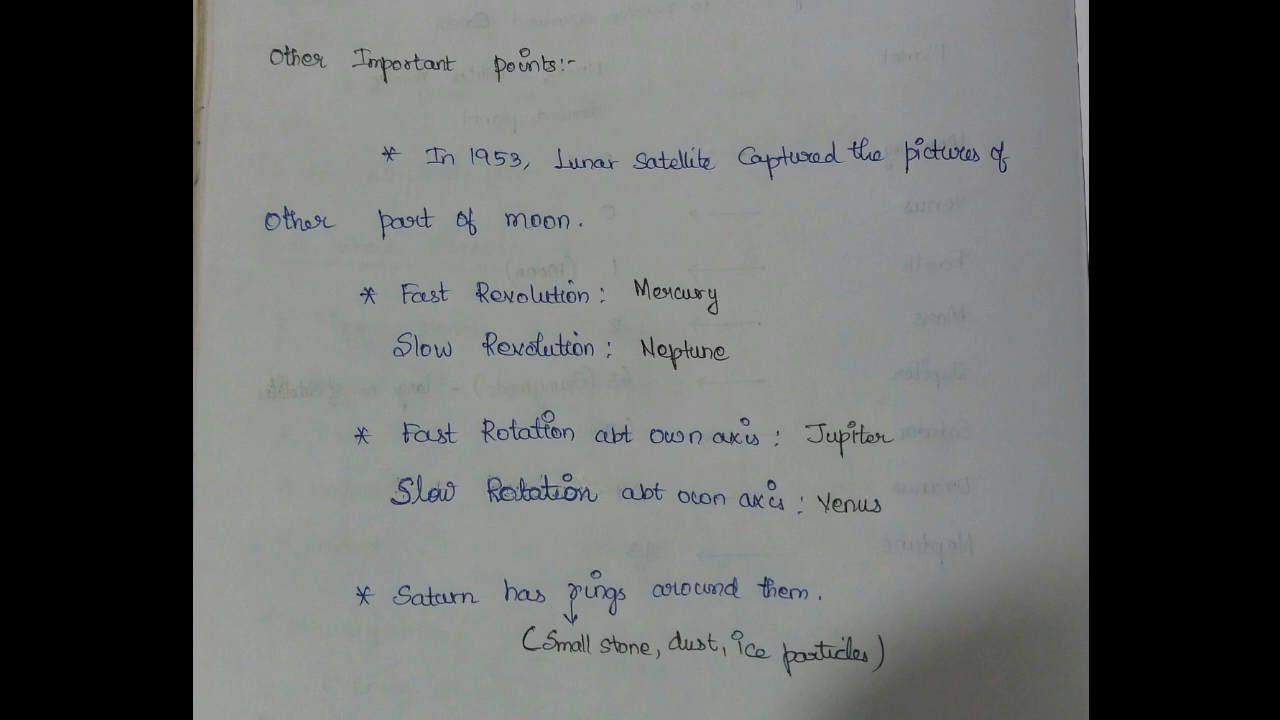 Other Important points:-
* In 1953, Lunar Satellite Captured the pictures of
Other part of moon.
* Fast Revolution: Mercury
Slow Revolution: Neptune
* Fast Rotation abt own axis: Jupiter
Slow Rotation abt own axis: Venus
* Saturn has rings around them.
(Small stone, dust, ice particles)